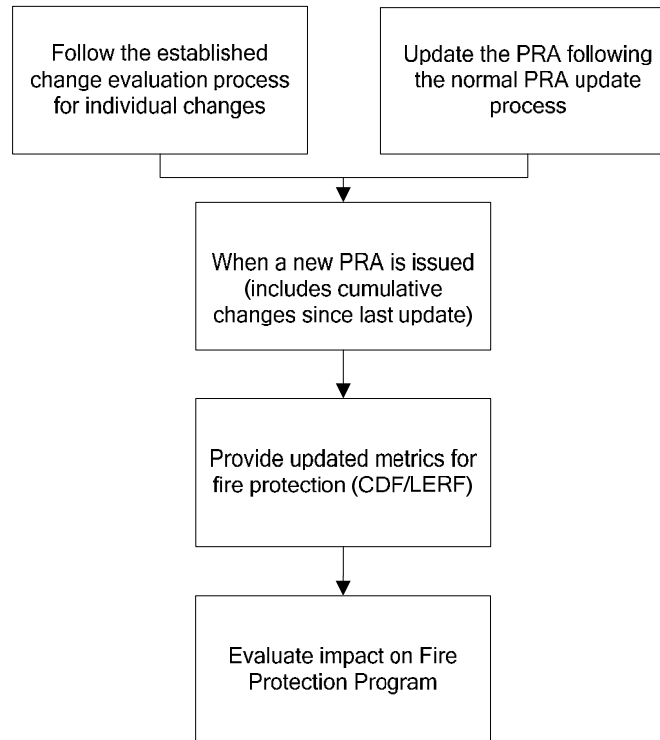 Follow the established
change evaluation process
for individual changes
Update the PRA following
the normal PRA update
process
When a new PRA is issued
(includes cumulative
changes since last update)
Provide updated metrics for
fire protection (CDF/LERF)
Evaluate impact on Fire
Protection Program